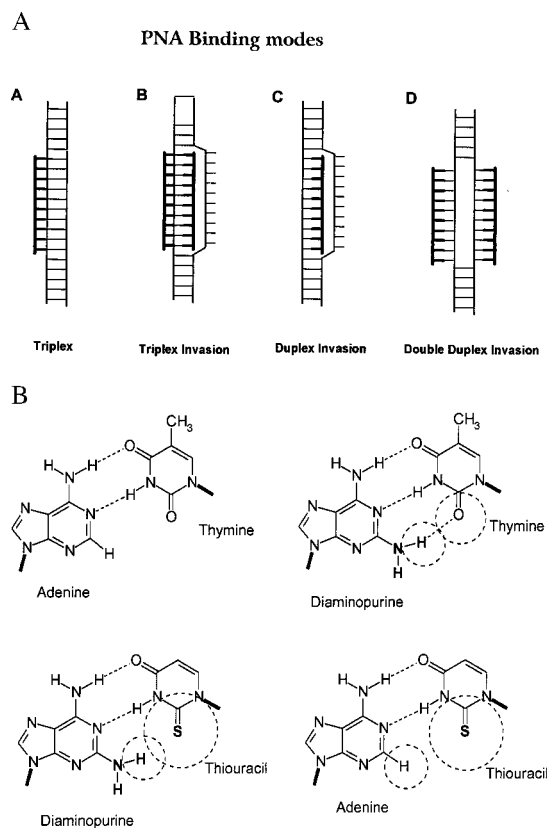 A
PNA Binding modes
A B C D
Triplex Triplex Invasion Duplex Invasion Double Duplex Invasion
B
CH3 CH3
H O H O
N H N H
N N
N H N N H N
N N O Thymine N N O Thymine
N N H N N N H
Adenine H
Diaminopurine
H O H O
N H N H
N N
N H N N H N
N N S N N S
N N N H Thiouracil N N H Thiouracil
H Adenine
Diaminopurine